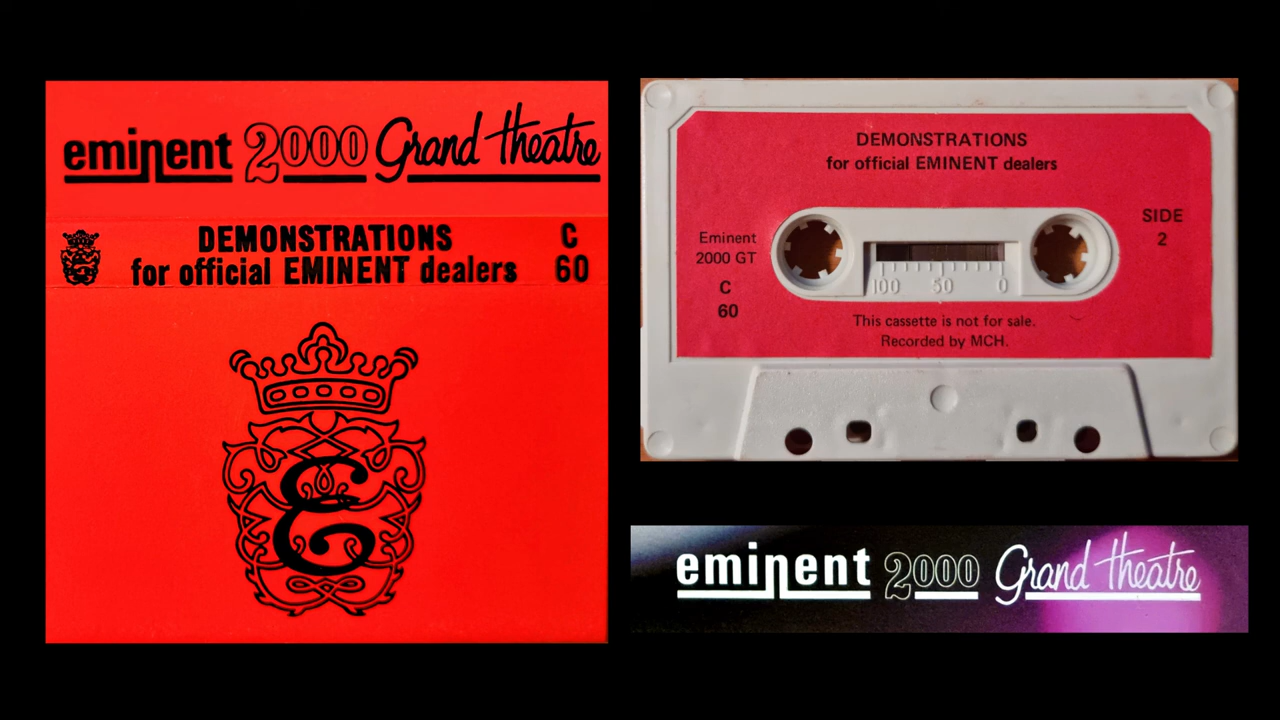 eminent 2000 Grand theatre
DEMONSTRATIONS
for official EMINENT dealers
C
60
E
DEMONSTRATIONS
for official EMINENT dealers
SIDE
2
Eminent
2000 GT
C
60
100 50 0
This cassette is not for sale.
Recorded by MCH.
eminent 2000 Grand theatre